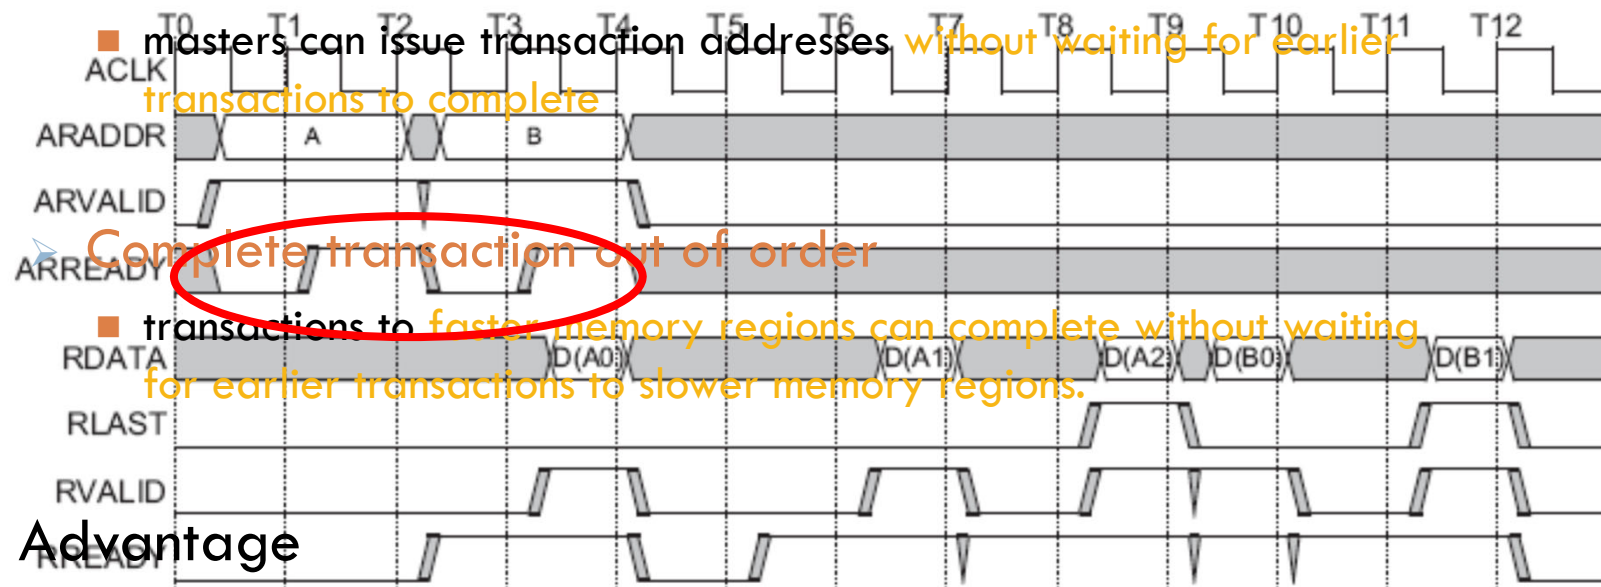 T0 T1 T2 T3 T4 T5 T6 T7 T8 T9 T10 T11 T12
masters can issue transaction addresses without waiting for earlier
ACLK
transactions to complete
ARADDR A B
ARVALID
Complete transaction out of order
ARREADY
transactions to faster memory regions can complete without waiting
RDATA D(A0) D(A1) D(A2) D(B0) D(B1)
for earlier transactions to slower memory regions.
RLAST
RVALID
Advantage
RREADY